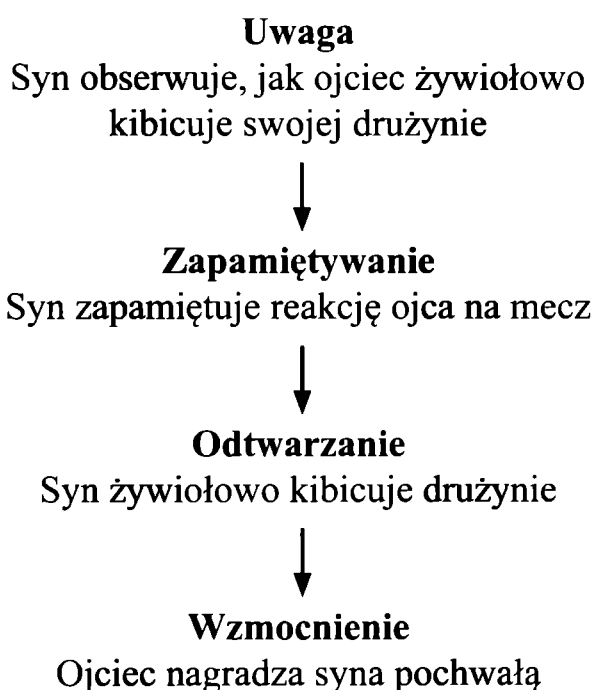 Uwaga
Syn obserwuje, jak ojciec żywiołowo
kibicuje swojej drużynie
Zapamiętywanie
Syn zapamiętuje reakcję ojca na mecz
Odtwarzanie
Syn żywiołowo kibicuje drużynie
Wzmocnienie
Ojciec nagradza syna pochwałą